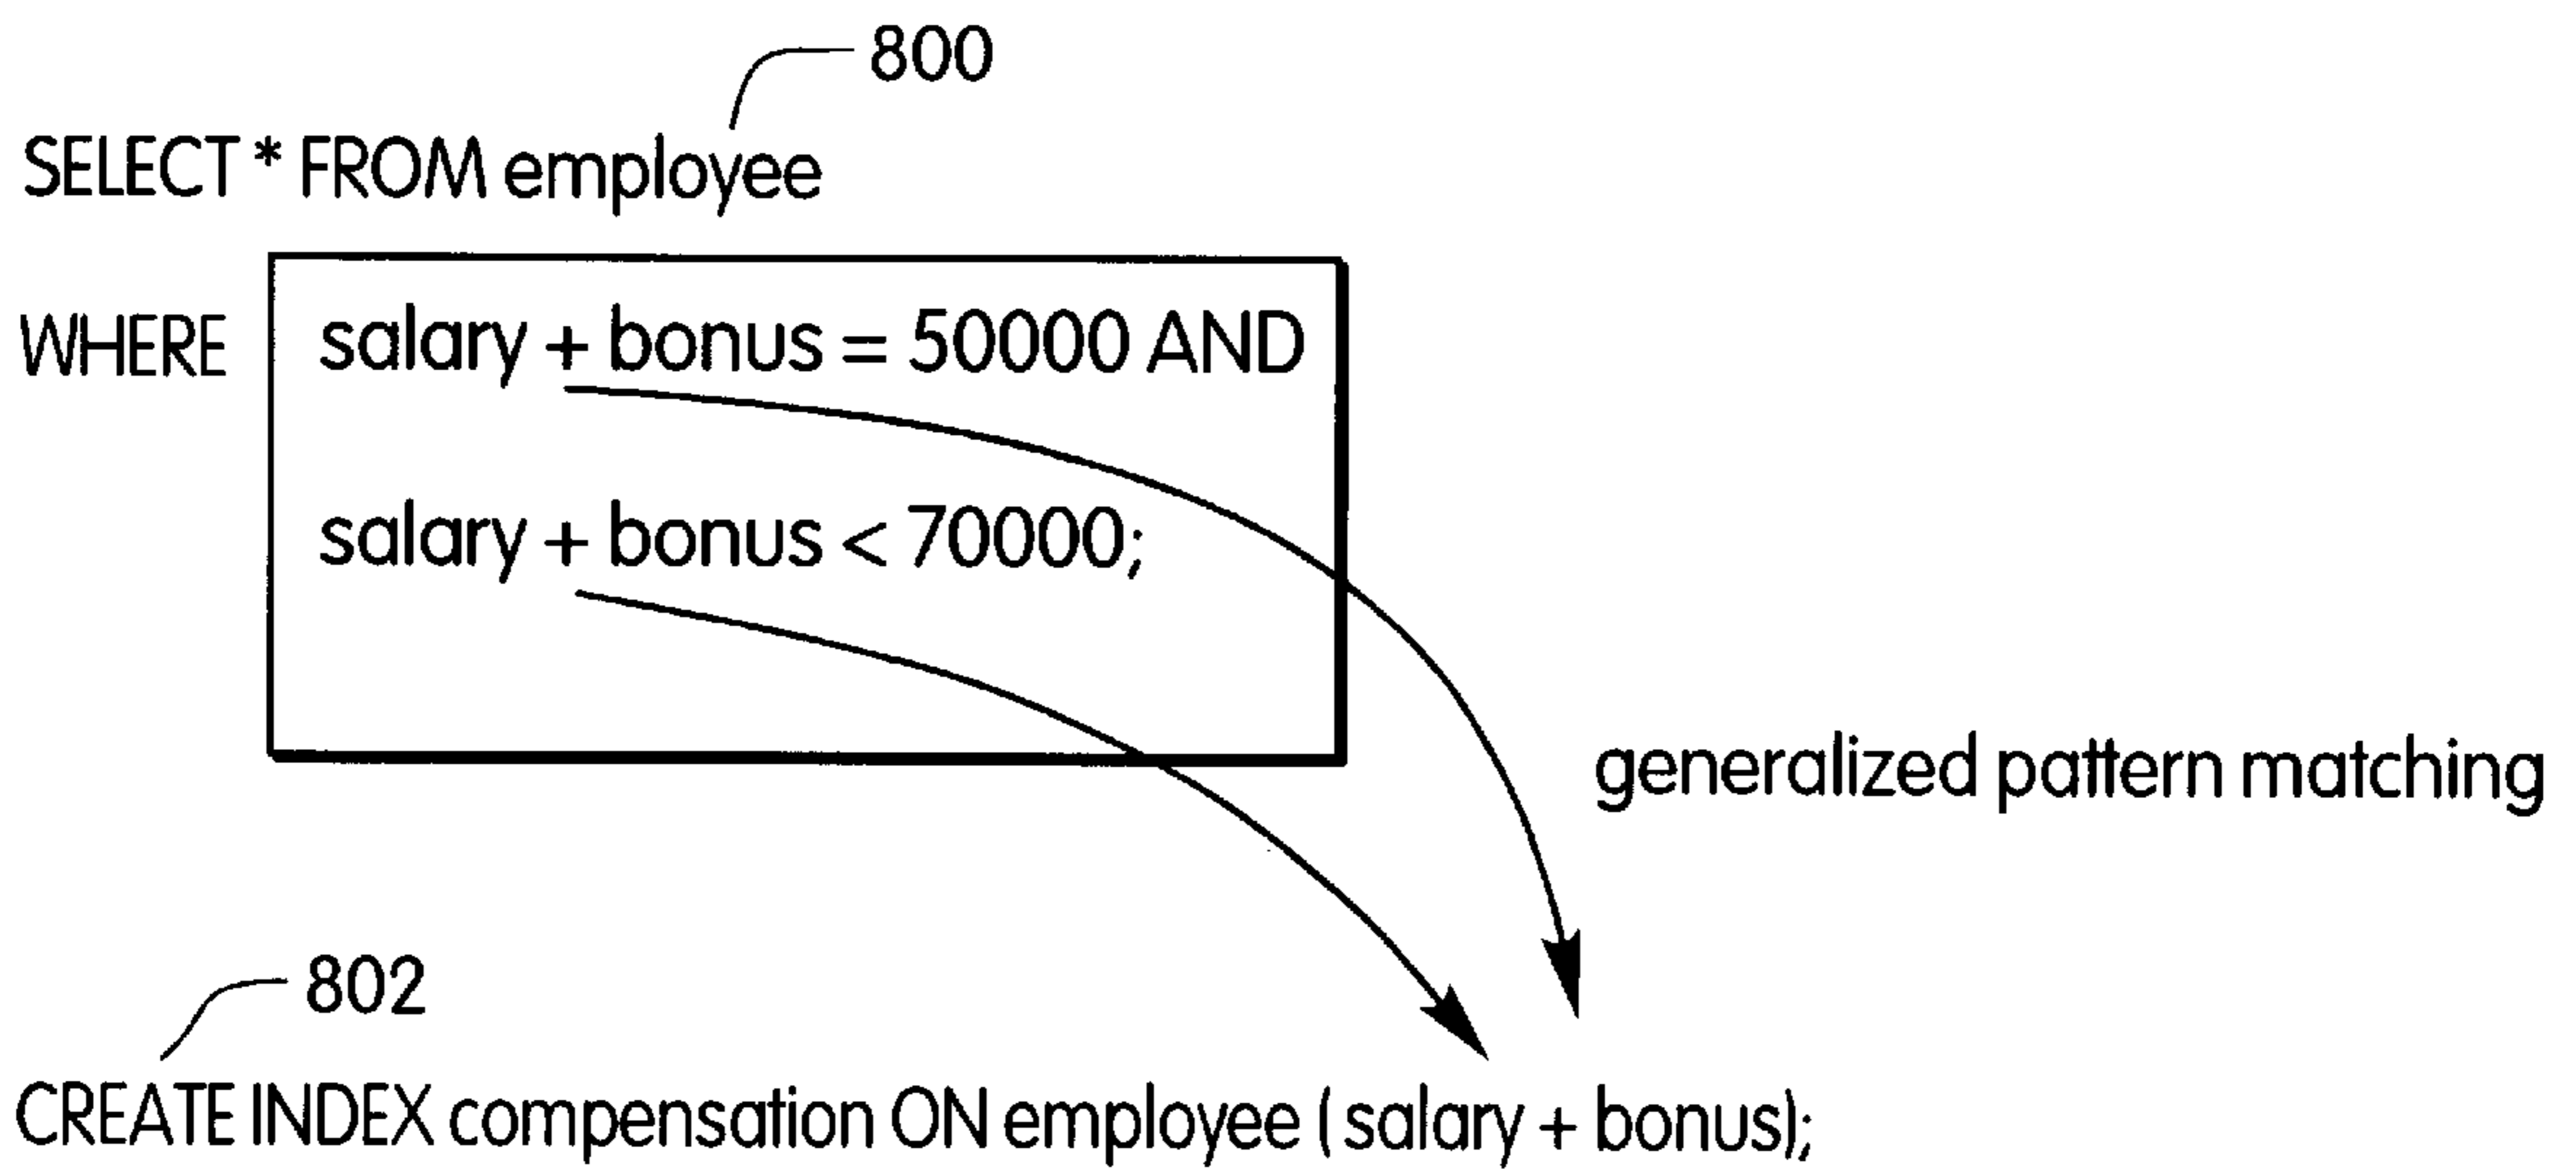 800
SELECT * FROM employee
WHERE salary + bonus = 50000 AND
salary + bonus < 70000;
generalized pattern matching
802
CREATE INDEX compensation ON employee (salary + bonus);